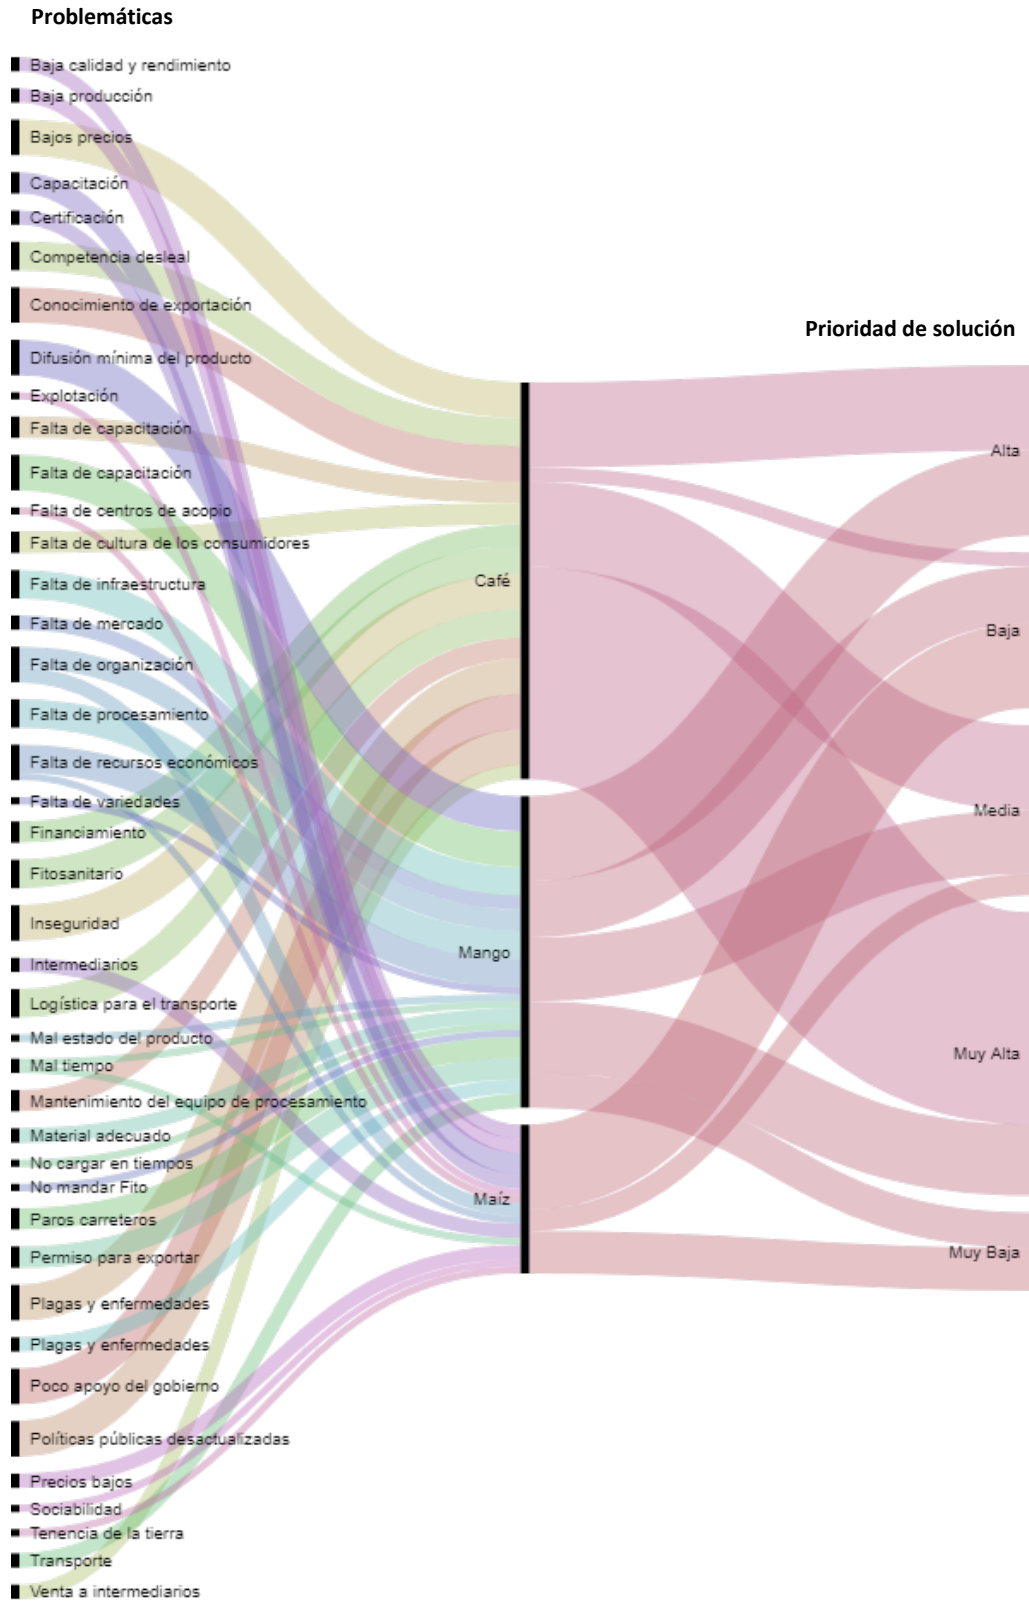 Problemáticas
Baja calidad y rendimiento
Baja producción
Bajos precios
Capacitación
Certificación
Competencia desleal
Conocimiento de exportación
Difusión mínima del producto
Explotación
Falta de capacitación
Falta de capacitación
Falta de centros de acopio
Falta de cultura de los consumidores
Falta de infraestructura
Falta de mercado
Falta de organización
Falta de procesamiento
Falta de recursos económicos
Falta de variedades
Financiamiento
Fitosanitario
Inseguridad
Intermediarios
Logística para el transporte
Mal estado del producto
Mal tiempo
Mantenimiento del equipo de procesamiento
Material adecuado
No cargar en tiempos
No mandar Fito
Paros carreteros
Permiso para exportar
Plagas y enfermedades
Plagas y enfermedades
Poco apoyo del gobierno
Políticas públicas desactualizadas
Precios bajos
Sociabilidad
Tenencia de la tierra
Transporte
Venta a intermediarios
Café
Mango
Maíz
Prioridad de solución
Alta
Baja
Media
Muy Alta
Muy Baja